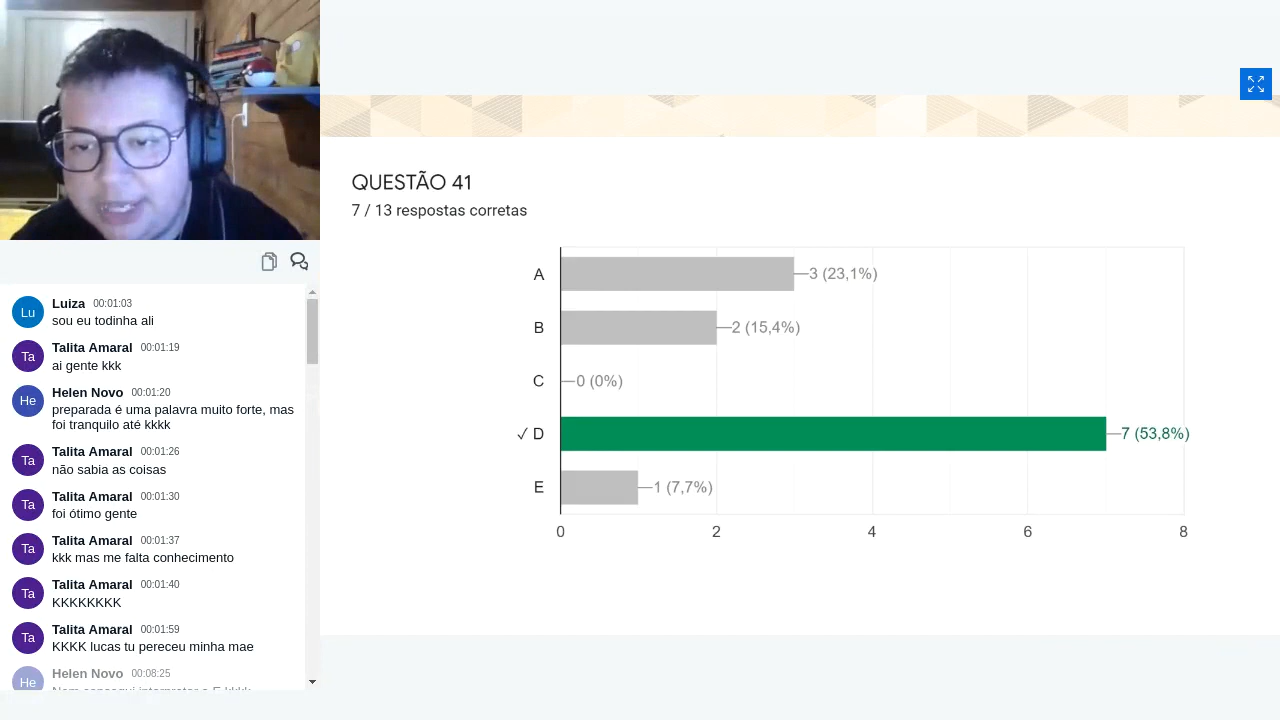 Lu
Luiza 00:01:03
sou eu todinha ali
Ta
Talita Amaral 00:01:19
ai gente kkk
He
Helen Novo 00:01:20
preparada é uma palavra muito forte, mas
foi tranquilo até kkkk
Ta
Talita Amaral 00:01:26
não sabia as coisas
Ta
Talita Amaral 00:01:30
foi ótimo gente
Ta
Talita Amaral 00:01:37
kkk mas me falta conhecimento
Ta
Talita Amaral 00:01:40
KKKKKKKK
Ta
Talita Amaral 00:01:59
KKKK lucas tu pereceu minha mae
He
Helen Novo 00:08:25
QUESTÃO 41
7 / 13 respostas corretas
A 3 (23,1%)
B 2 (15,4%)
C 0 (0%)
✓ D 7 (53,8%)
E 1 (7,7%)
0 2 4 6 8